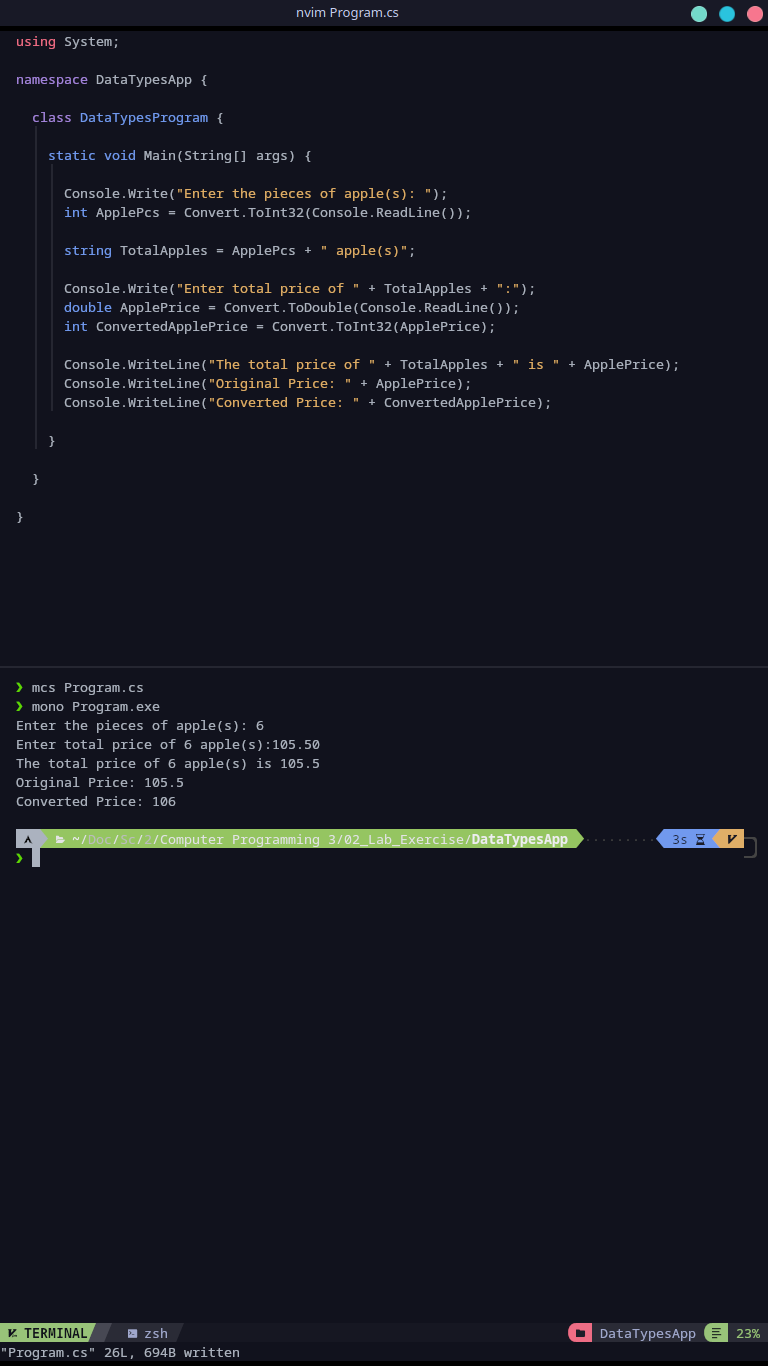 nvim Program.cs
using System;
namespace DataTypesApp {
class DataTypesProgram {
static void Main(String[] args) {
Console.Write("Enter the pieces of apple(s): ");
int ApplePcs = Convert.ToInt32(Console.ReadLine());
string TotalApples = ApplePcs + " apple(s)";
Console.Write("Enter total price of " + TotalApples + ":");
double ApplePrice = Convert.ToDouble(Console.ReadLine());
int ConvertedApplePrice = Convert.ToInt32(ApplePrice);
Console.WriteLine("The total price of " + TotalApples + " is " + ApplePrice);
Console.WriteLine("Original Price: " + ApplePrice);
Console.WriteLine("Converted Price: " + ConvertedApplePrice);
}
}
}
❯ mcs Program.cs
❯ mono Program.exe
Enter the pieces of apple(s): 6
Enter total price of 6 apple(s):105.50
The total price of 6 apple(s) is 105.5
Original Price: 105.5
Converted Price: 106
~/Doc/Sc/2/Computer Programming 3/02_Lab_Exercise/DataTypesApp ········· 3s
❯
TERMINAL zsh DataTypesApp 23%
"Program.cs" 26L, 694B written